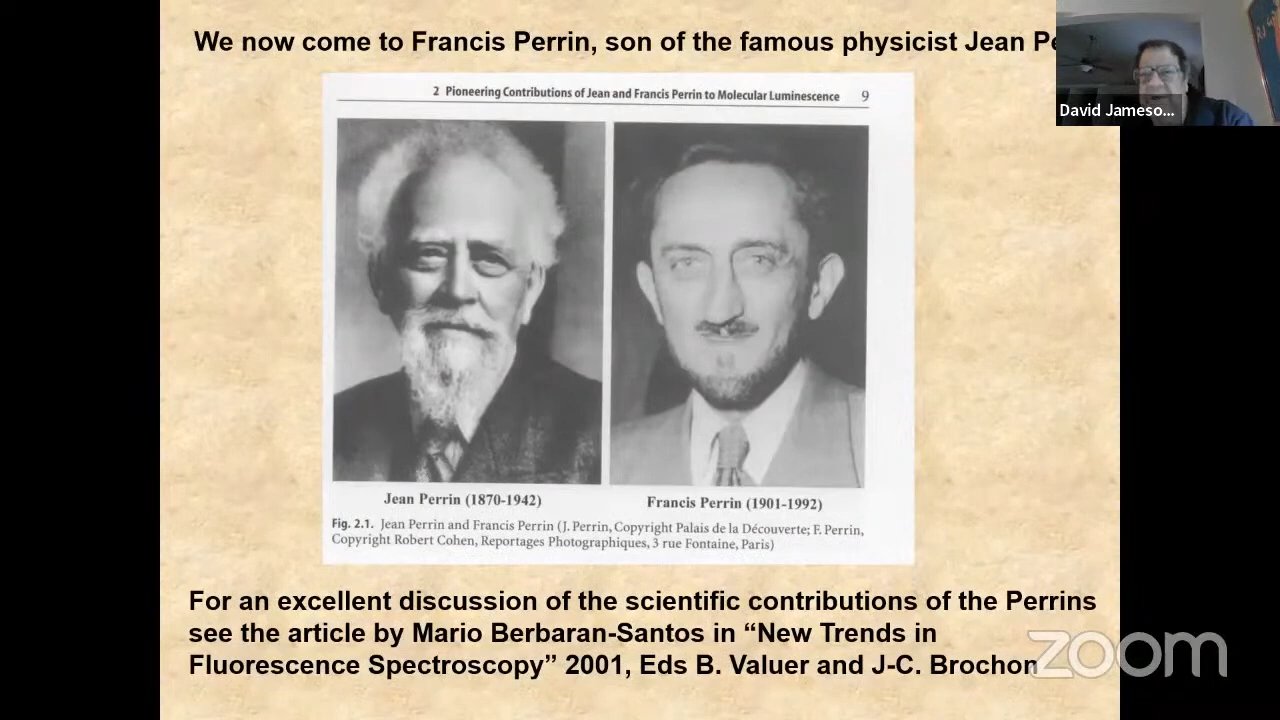 We now come to Francis Perrin, son of the famous physicist Jean Pe
David Jameso...
2 Pioneering Contributions of Jean and Francis Perrin to Molecular Luminescence 9
Jean Perrin (1870-1942)
Francis Perrin (1901-1992)
Fig. 2.1. Jean Perrin and Francis Perrin (J. Perrin, Copyright Palais de la Découverte; F. Perrin,
Copyright Robert Cohen, Reportages Photographiques, 3 rue Fontaine, Paris)
For an excellent discussion of the scientific contributions of the Perrins
see the article by Mario Berbaran-Santos in “New Trends in
Fluorescence Spectroscopy” 2001, Eds B. Valuer and J-C. Brochon
zoom